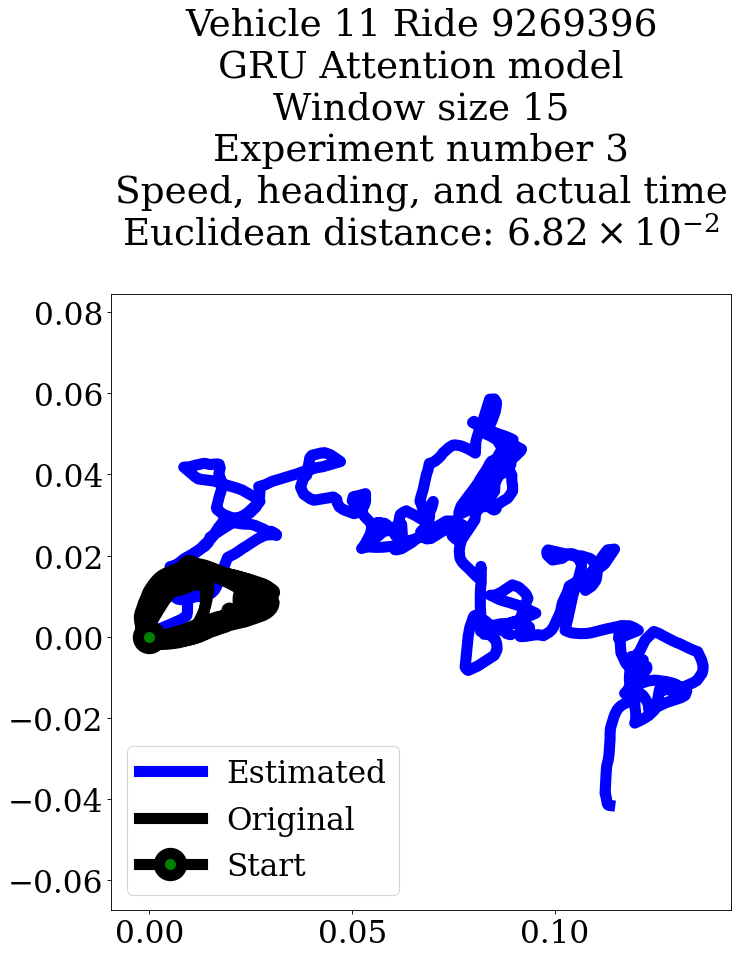 Vehicle 11 Ride 9269396
GRU Attention model
Window size 15
Experiment number 3
Speed, heading, and actual time
Euclidean distance: 6.82 × 10⁻²
0.08
0.06
0.04
0.02
0.00
−0.02
−0.04
−0.06
Estimated
Original
Start
0.00 0.05 0.10